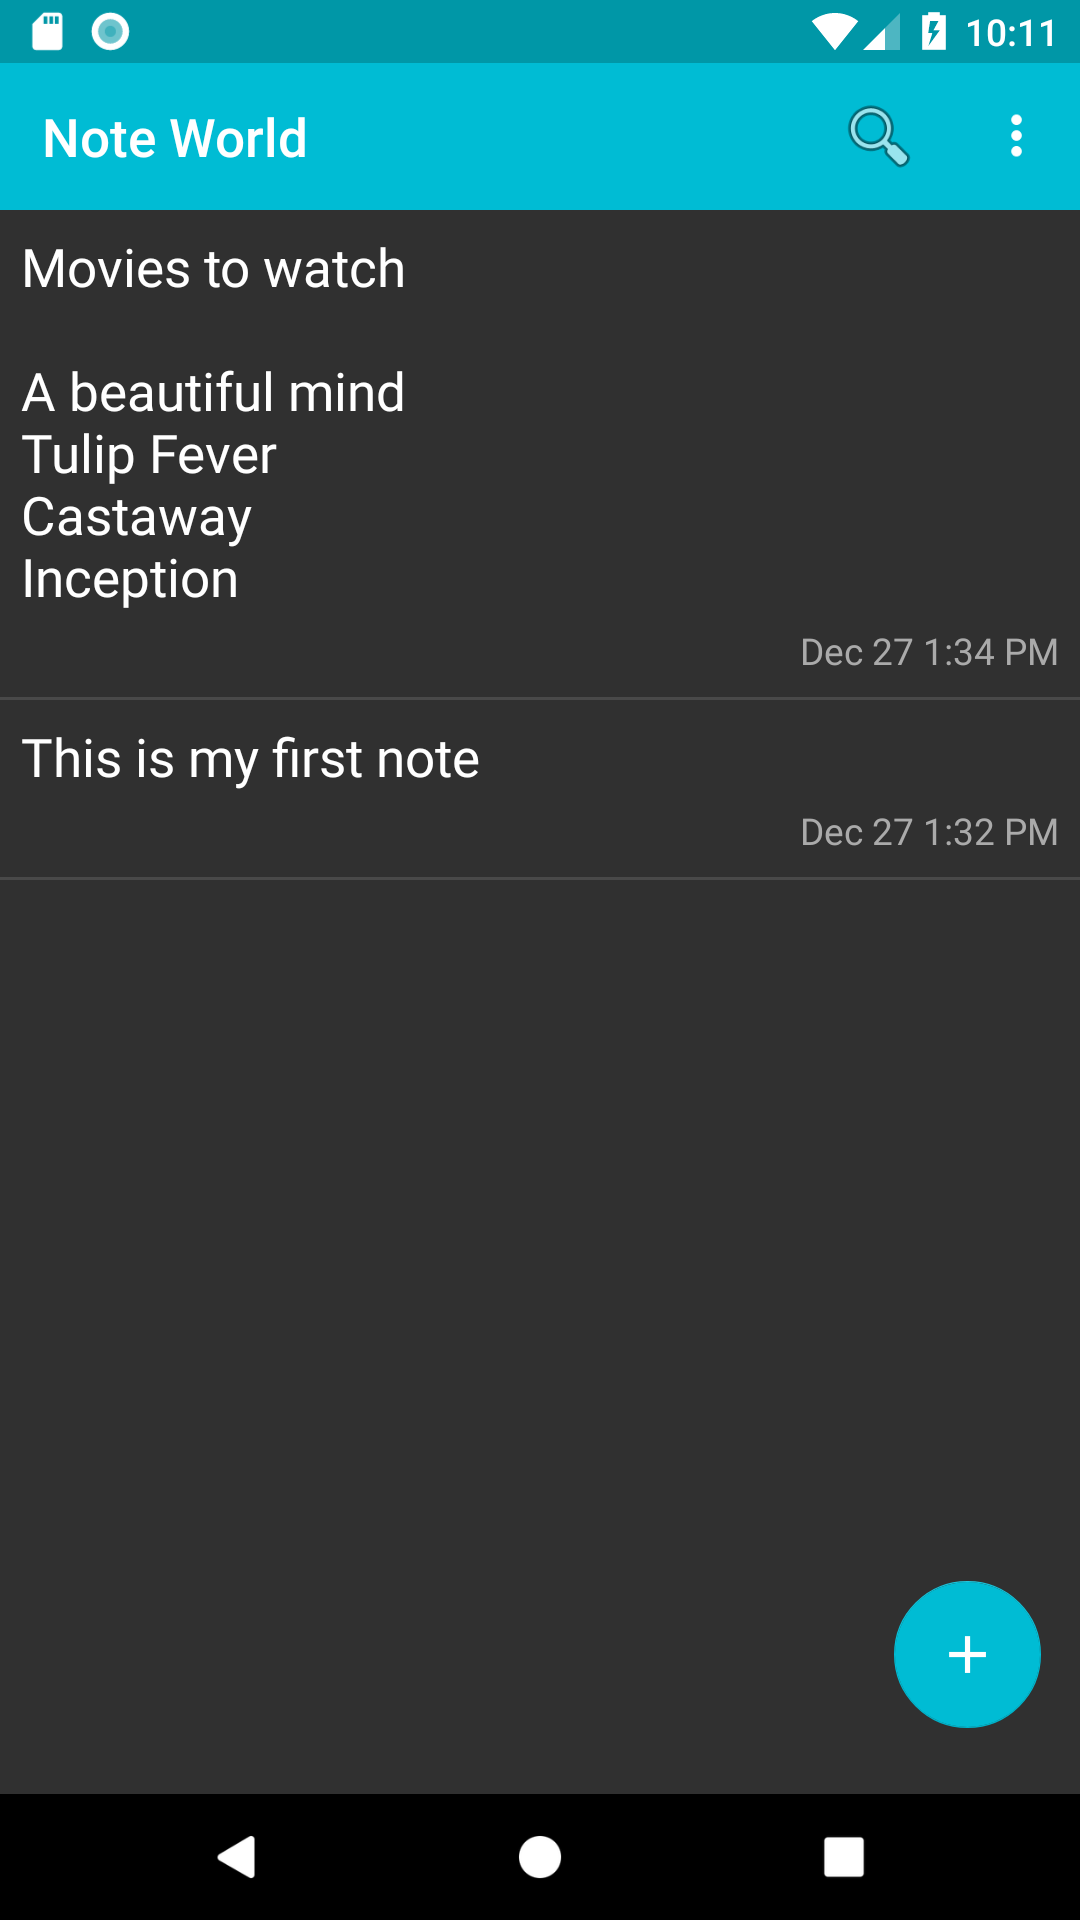 10:11
Note World
Movies to watch
A beautiful mind
Tulip Fever
Castaway
Inception
Dec 27 1:34 PM
This is my first note
Dec 27 1:32 PM